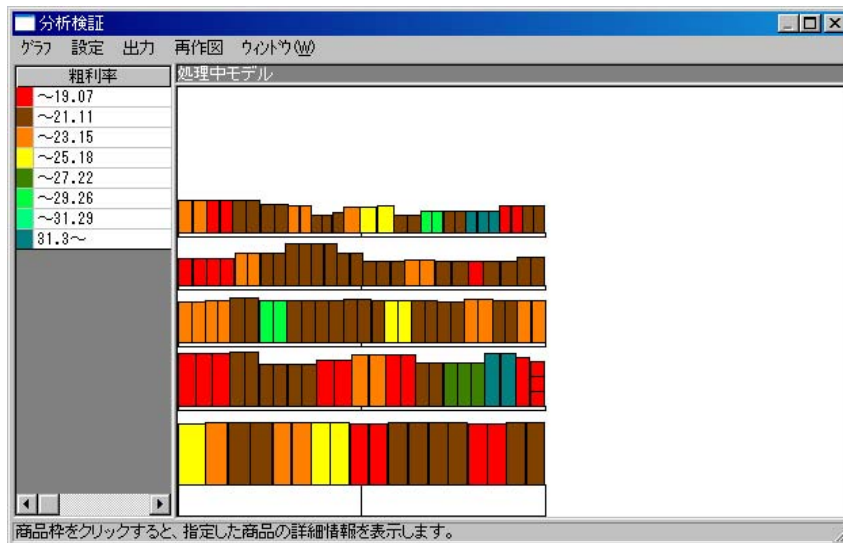 分析検証
グラフ 設定 出力 再作図 ウィンドウ(W)
粗利率
処理中モデル
～19.07
～21.11
～23.15
～25.18
～27.22
～29.26
～31.29
31.3～
商品枠をクリックすると、指定した商品の詳細情報を表示します。